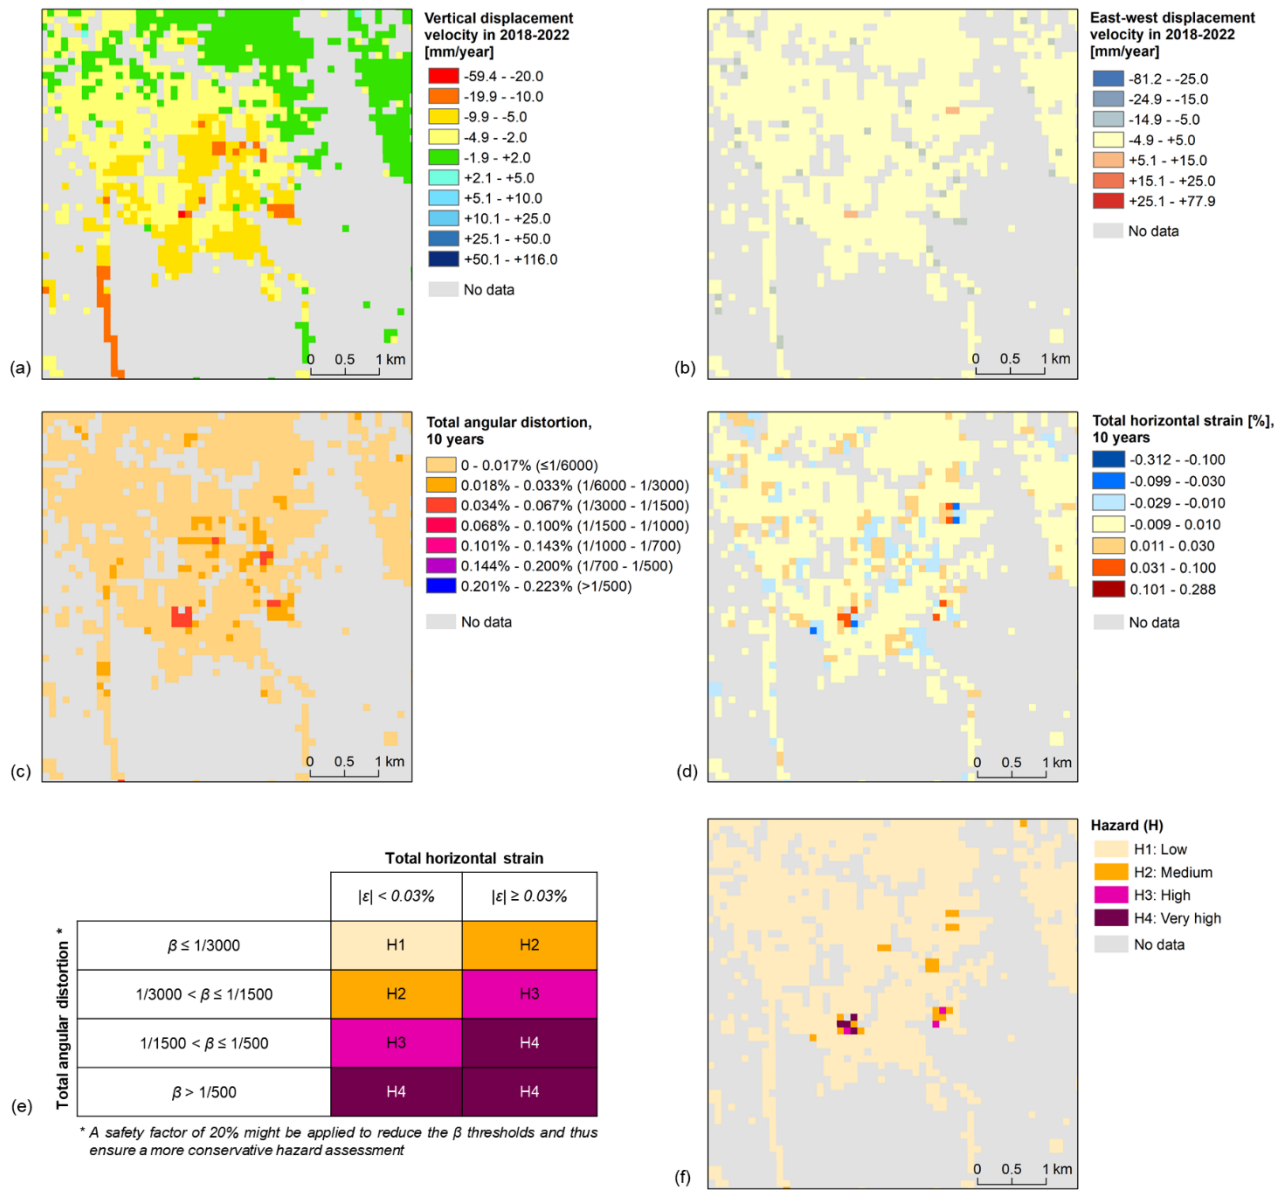 Vertical displacement
velocity in 2018-2022
[mm/year]
-59.4 - -20.0
-19.9 - -10.0
-9.9 - -5.0
-4.9 - -2.0
-1.9 - +2.0
+2.1 - +5.0
+5.1 - +10.0
+10.1 - +25.0
+25.1 - +50.0
+50.1 - +116.0
No data
0 0.5 1 km
(a)
East-west displacement
velocity in 2018-2022
[mm/year]
-81.2 - -25.0
-24.9 - -15.0
-14.9 - -5.0
-4.9 - +5.0
+5.1 - +15.0
+15.1 - +25.0
+25.1 - +77.9
No data
0 0.5 1 km
(b)
Total angular distortion,
10 years
0 - 0.017% (≤1/6000)
0.018% - 0.033% (1/6000 - 1/3000)
0.034% - 0.067% (1/3000 - 1/1500)
0.068% - 0.100% (1/1500 - 1/1000)
0.101% - 0.143% (1/1000 - 1/700)
0.144% - 0.200% (1/700 - 1/500)
0.201% - 0.223% (>1/500)
No data
0 0.5 1 km
(c)
Total horizontal strain [%],
10 years
-0.312 - -0.100
-0.099 - -0.030
-0.029 - -0.010
-0.009 - 0.010
0.011 - 0.030
0.031 - 0.100
0.101 - 0.288
No data
0 0.5 1 km
(d)
Total horizontal strain
|ε| < 0.03% |ε| ≥ 0.03%
Total angular distortion *
β ≤ 1/3000 H1 H2
1/3000 < β ≤ 1/1500 H2 H3
1/1500 < β ≤ 1/500 H3 H4
β > 1/500 H4 H4
(e)
* A safety factor of 20% might be applied to reduce the β thresholds and thus
ensure a more conservative hazard assessment
Hazard (H)
H1: Low
H2: Medium
H3: High
H4: Very high
No data
0 0.5 1 km
(f)